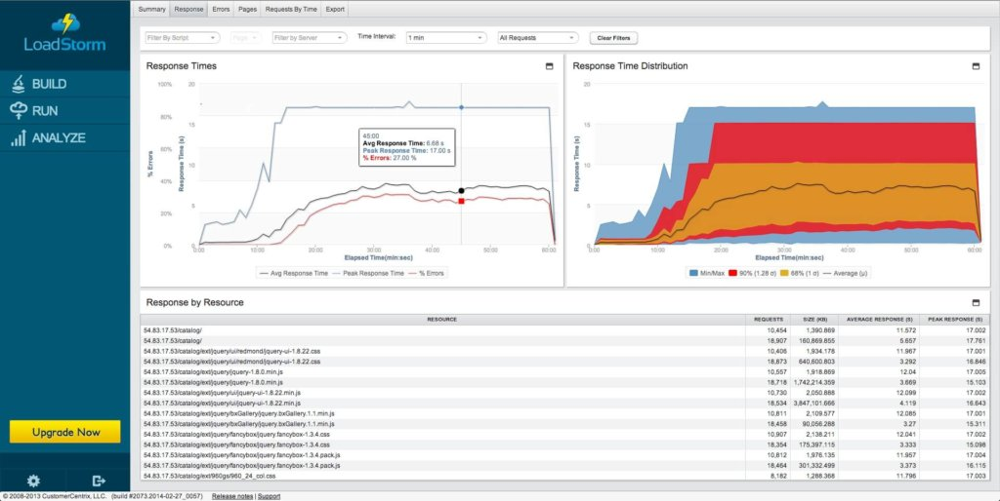 LoadStorm
BUILD
RUN
ANALYZE
Upgrade Now
Summary Response Errors Pages Requests By Time Export
Filter By Script Page Filter by Server Time Interval: 1 min All Requests Clear Filters
Response Times
100% 80% 60% 40% 20% 0%
% Errors
20 15 10 5
Response Time (s)
45:00
Avg Response Time: 6.68 s
Peak Response Time: 17.00 s
% Errors: 27.00 %
0:00 10:00 20:00 30:00 40:00 50:00 60:00
Elapsed Time(min:sec)
Avg Response Time Peak Response Time % Errors
Response Time Distribution
20 15 10 5
Response Time (s)
0:00 10:00 20:00 30:00 40:00 50:00 60:00
Elapsed Time(min:sec)
Min/Max 90% (1.28 σ) 68% (1 σ) Average (μ)
Response by Resource
RESOURCE REQUESTS SIZE (KB) AVERAGE RESPONSE (S) PEAK RESPONSE (S)
54.83.17.53/catalog/ 10,454 1,390.869 11.572 17.002
54.83.17.53/catalog/ 18,907 160,869.855 5.657 17.761
54.83.17.53/catalog/ext/jquery/ui/redmond/jquery-ui-1.8.22.css 10,406 1,934.178 11.967 17.001
54.83.17.53/catalog/ext/jquery/ui/redmond/jquery-ui-1.8.22.css 18,873 640,600.803 3.292 16.846
54.83.17.53/catalog/ext/jquery/jquery-1.8.0.min.js 10,557 1,918.869 12.04 17.005
54.83.17.53/catalog/ext/jquery/jquery-1.8.0.min.js 18,718 1,742,214.359 3.669 15.103
54.83.17.53/catalog/ext/jquery/ui/jquery-ui-1.8.22.min.js 10,730 2,050.888 12.099 17.002
54.83.17.53/catalog/ext/jquery/ui/jquery-ui-1.8.22.min.js 18,534 3,847,101.666 4.119 16.643
54.83.17.53/catalog/ext/jquery/bxGallery/jquery.bxGallery.1.1.min.js 10,811 2,109.577 12.085 17.001
54.83.17.53/catalog/ext/jquery/bxGallery/jquery.bxGallery.1.1.min.js 18,458 90,056.288 3.27 15.311
54.83.17.53/catalog/ext/jquery/fancybox/jquery.fancybox-1.3.4.css 10,907 2,138.211 12.041 17.002
54.83.17.53/catalog/ext/jquery/fancybox/jquery.fancybox-1.3.4.css 18,354 175,397.115 3.333 15.098
54.83.17.53/catalog/ext/jquery/fancybox/jquery.fancybox-1.3.4.pack.js 10,812 1,976.135 11.957 17.004
54.83.17.53/catalog/ext/jquery/fancybox/jquery.fancybox-1.3.4.pack.js 18,464 301,332.499 3.373 16.115
54.83.17.53/catalog/ext/960gs/960_24_col.css 8,182 1,288.368 11.796 17.003
© 2008-2013 CustomerCentrix, LLC. (build #2073.2014-02-27_0057) Release notes | Support